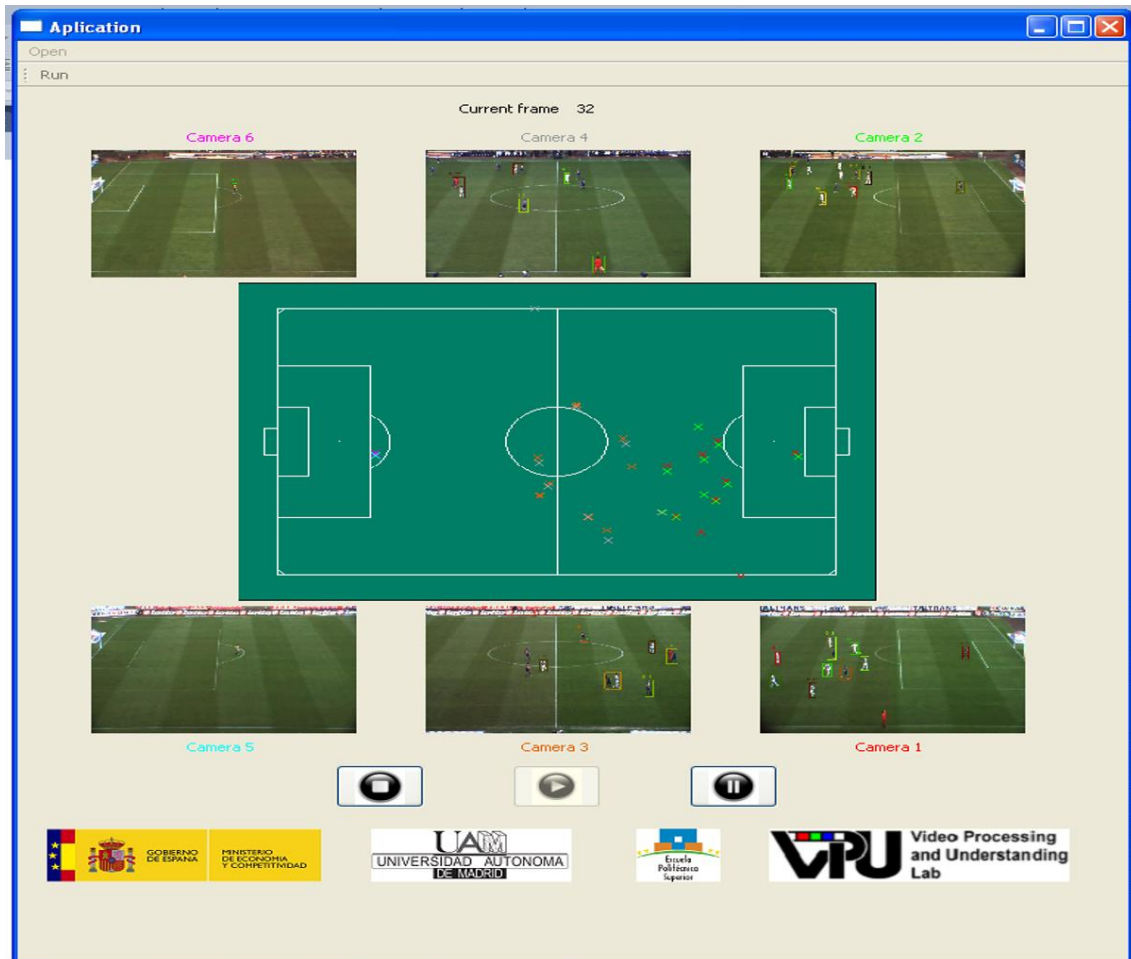 Aplication
Open
Run
Current frame 32
Camera 6
Camera 4
Camera 2
Camera 5
Camera 3
Camera 1
GOBIERNO
DE ESPAÑA
MINISTERIO
DE ECONOMIA
Y COMPETITIVIDAD
UAM
UNIVERSIDAD AUTONOMA
DE MADRID
Escuela
Politécnica
Superior
VPU
Video Processing
and Understanding
Lab